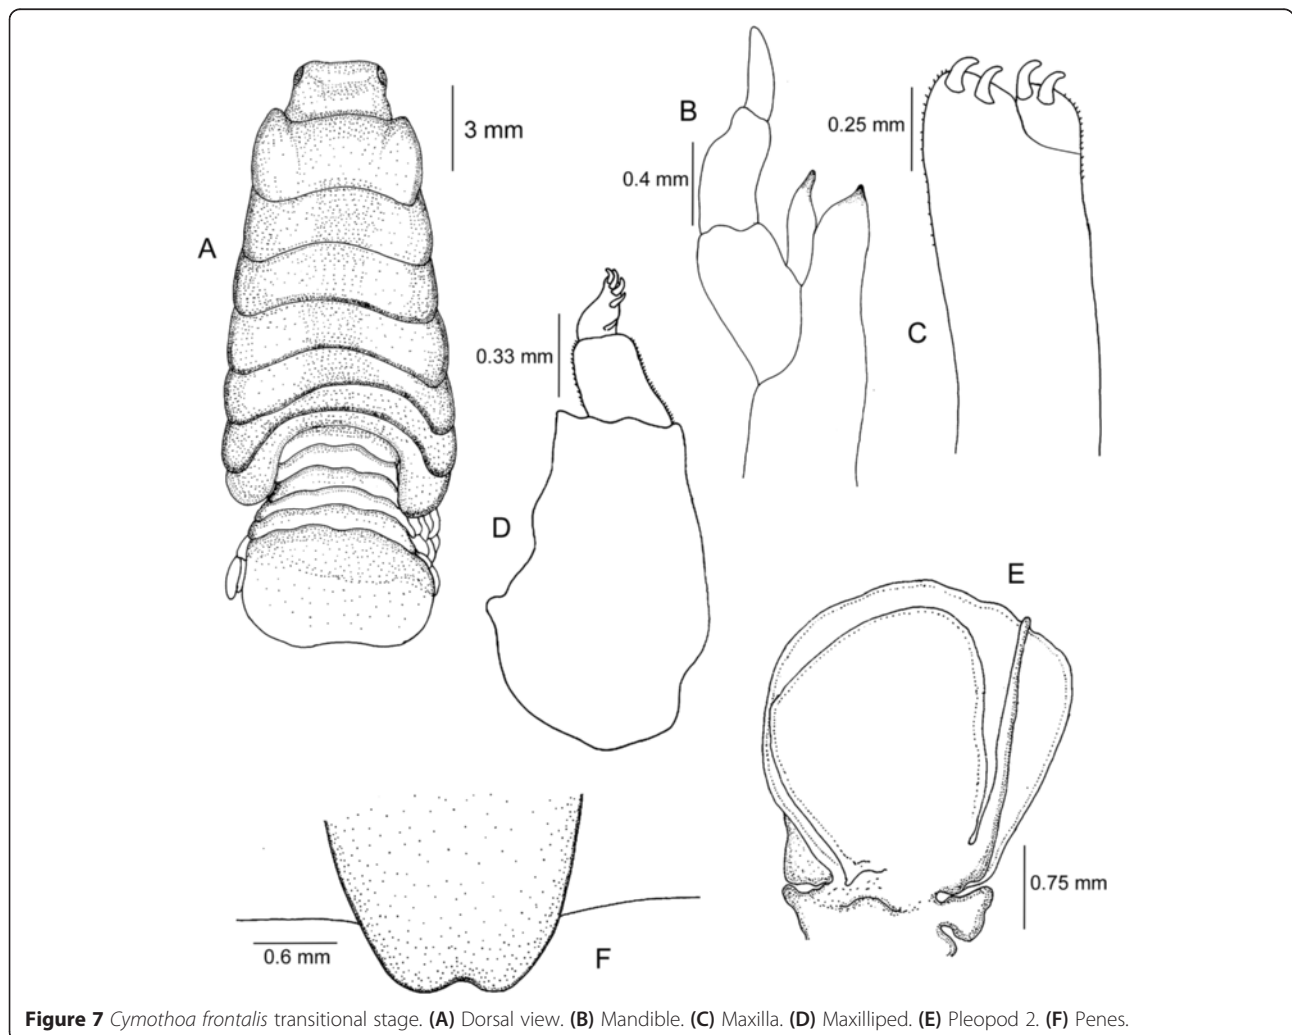 A
3 mm
B
0.4 mm
0.25 mm
C
0.33 mm
D
E
0.75 mm
0.6 mm
F
Figure 7 Cymothoa frontalis transitional stage. (A) Dorsal view. (B) Mandible. (C) Maxilla. (D) Maxilliped. (E) Pleopod 2. (F) Penes.